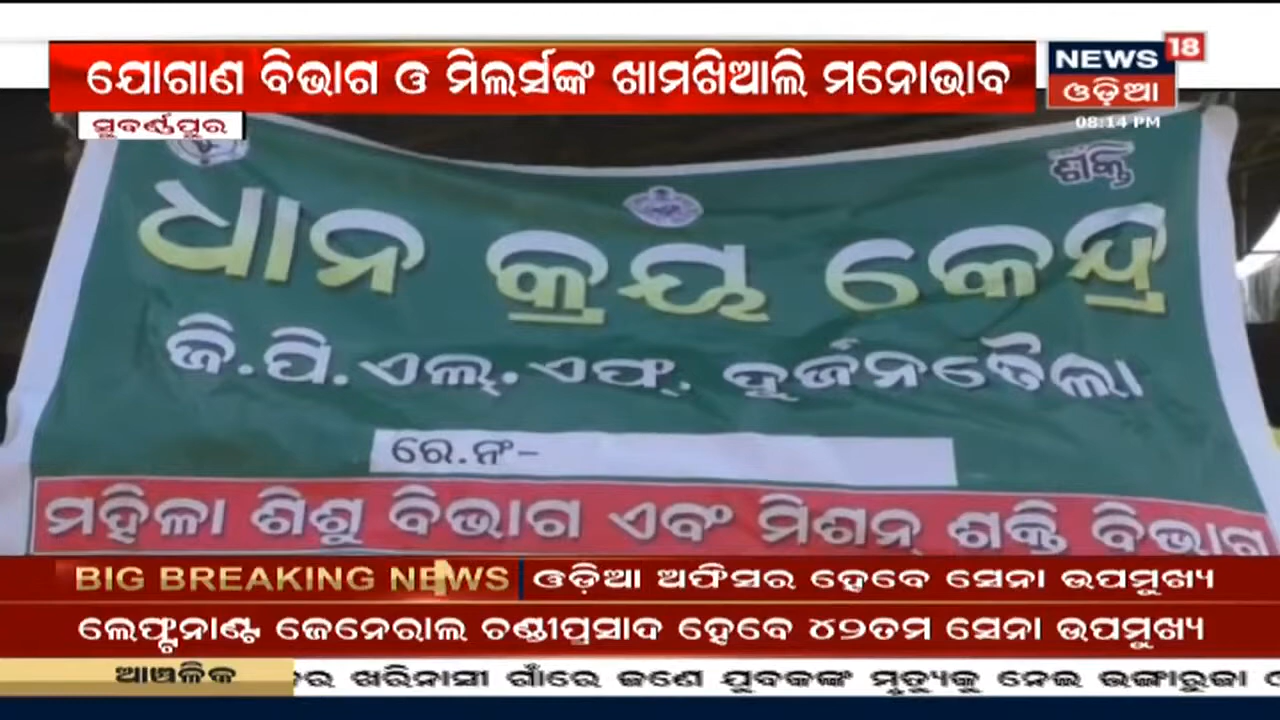 ଯୋଗାଣ ବିଭାଗ ଓ ମିଲର୍ସଙ୍କ ଖାମଖିଆଲି ମନୋଭାବ
NEWS 18
ଓଡ଼ିଆ
08:14 PM
ସୁବର୍ଣ୍ଣପୁର
ଶକ୍ତି
ଧାନ କ୍ରୟ କେନ୍ଦ୍ର
ଜି.ପି.ଏଲ୍.ଏଫ୍. ଦୁର୍ଜନତୈଲା
ରେ.ନଂ-
ମହିଳା ଶିଶୁ ବିଭାଗ ଏବଂ ମିଶନ୍ ଶକ୍ତି ବିଭାଗ
BIG BREAKING NEWS ଓଡ଼ିଆ ଅଫିସର ହେବେ ସେନା ଉପମୁଖ୍ୟ
ଲେଫ୍ଟନାଣ୍ଟ ଜେନେରାଲ ଚଣ୍ଡୀପ୍ରସାଦ ହେବେ ୪୨ତମ ସେନା ଉପମୁଖ୍ୟ
ଆଞ୍ଚଳିକ ଖରିନାସୀ ଗାଁରେ ଜଣେ ଯୁବକଙ୍କ ମୃତ୍ୟୁକୁ ନେଇ ଭଙ୍ଗାରୁଜା